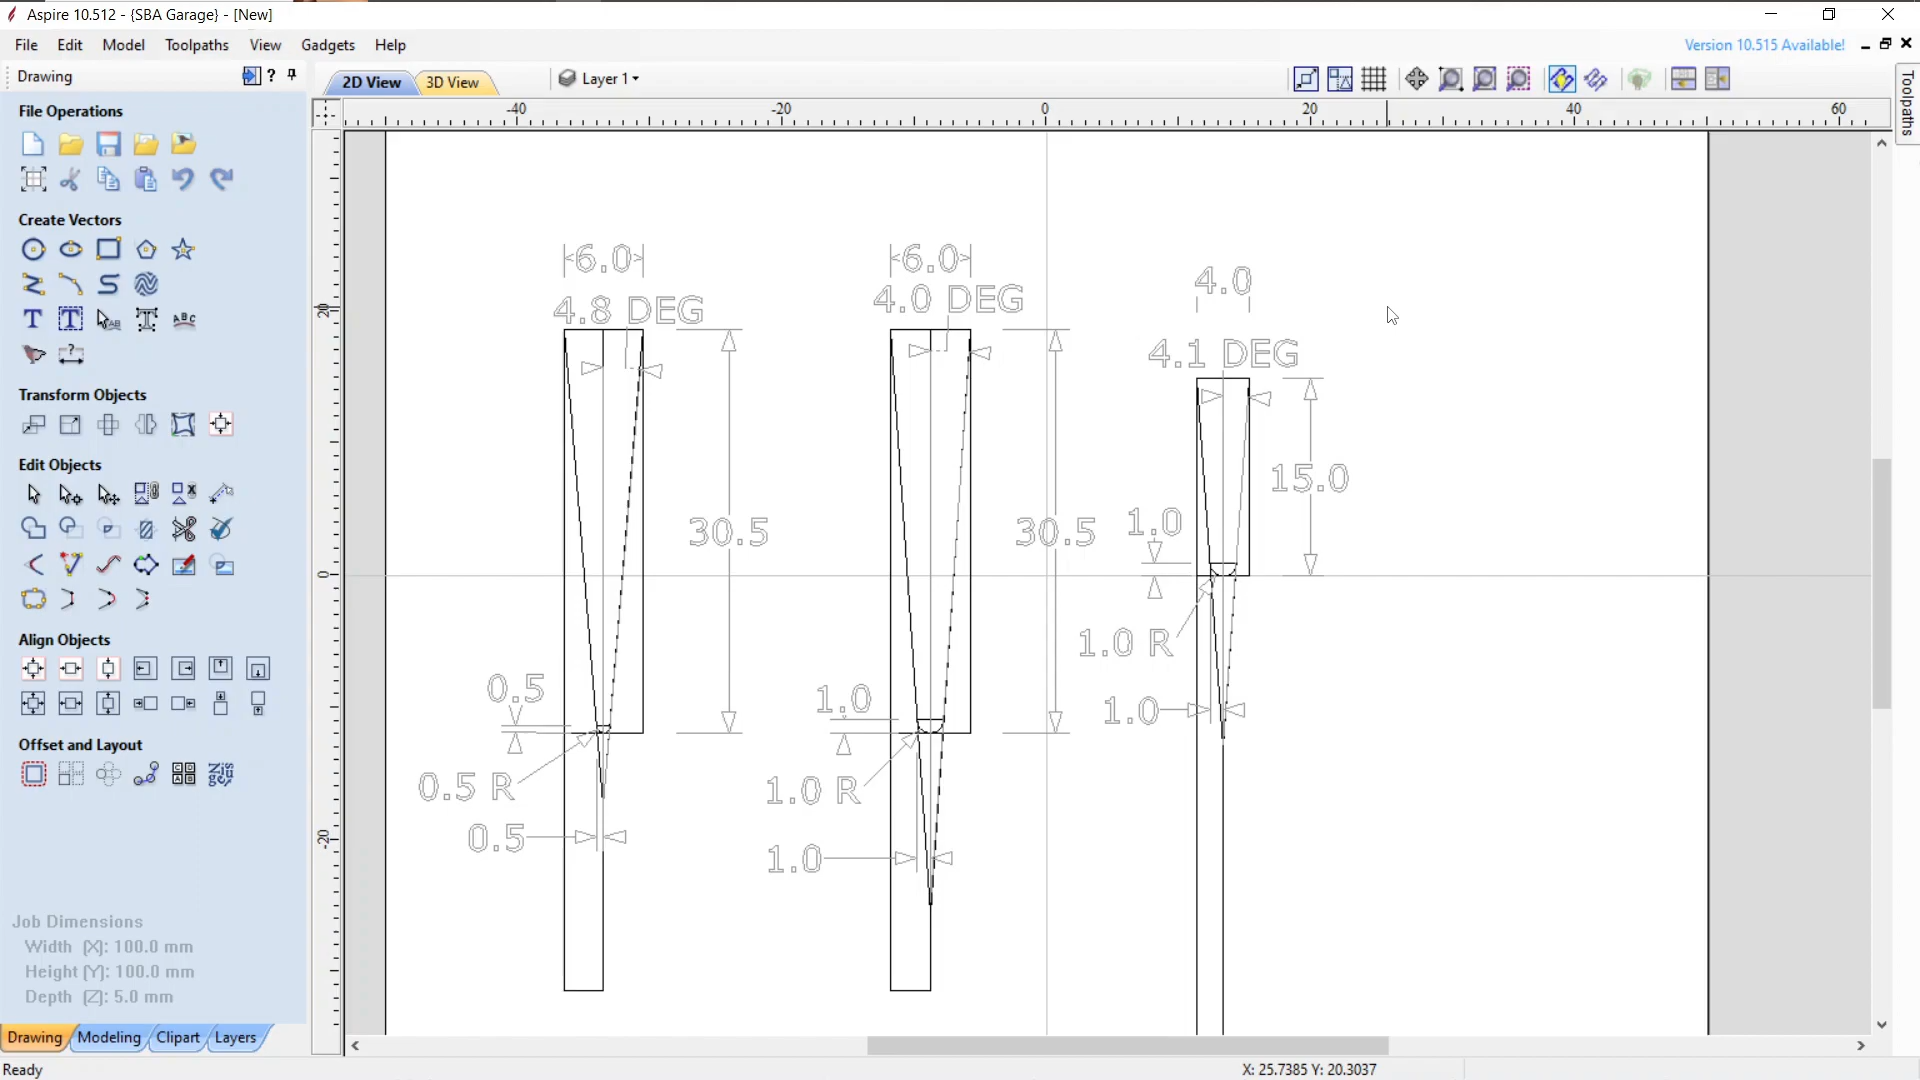 Aspire 10.512 - {SBA Garage} - [New]
File Edit Model Toolpaths View Gadgets Help
Version 10.515 Available!
Drawing
?
2D View
3D View
Layer 1
Toolpaths
File Operations
Create Vectors
Transform Objects
Edit Objects
Align Objects
Offset and Layout
Job Dimensions
Width (X): 100.0 mm
Height (Y): 100.0 mm
Depth (Z): 5.0 mm
Drawing
Modeling
Clipart
Layers
Ready
X: 25.7385 Y: 20.3037
-40
-20
0
20
40
60
20
0
-20
6.0
4.8 DEG
30.5
0.5
0.5 R
0.5
6.0
4.0 DEG
30.5
1.0
1.0 R
1.0
4.0
4.1 DEG
15.0
1.0
1.0 R
1.0